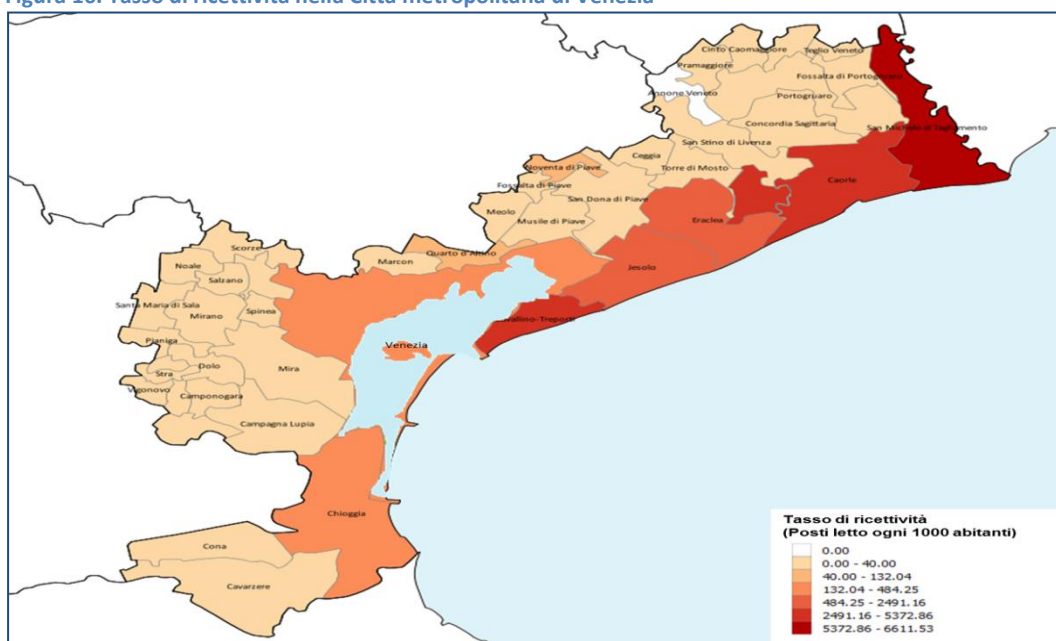 Figura 16. Tasso di ricettività nella Città metropolitana di Venezia
Cinto Caomaggiore
Teglio Veneto
Pramaggiore
Fossalta di Portogruaro
Annone Veneto
Portogruaro
Concordia Sagittaria
San Michele al Tagliamento
San Stino di Livenza
Ceggia
Noventa di Piave
Torre di Mosto
Caorle
Fossalta di Piave
San Dona di Piave
Meolo
Musile di Piave
Eraclea
Scorze
Quarto d'Altino
Marcon
Noale
Salzano
Jesolo
Santa Maria di Sala
Mirano
Spinea
Cavallino-Treporti
Pianiga
Venezia
Dolo
Mira
Stra
Vigonovo
Camponogara
Campagna Lupia
Chioggia
Cona
Cavarzere
Tasso di ricettività
(Posti letto ogni 1000 abitanti)
0.00
0.00 - 40.00
40.00 - 132.04
132.04 - 484.25
484.25 - 2491.16
2491.16 - 5372.86
5372.86 - 6611.53